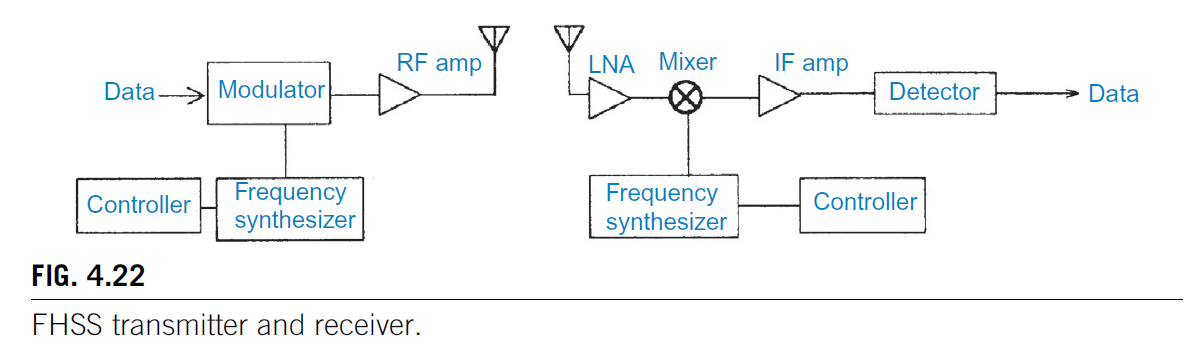 RF amp
Data
Modulator
Controller
Frequency
synthesizer
LNA
Mixer
IF amp
Detector
Data
Frequency
synthesizer
Controller
FIG. 4.22
FHSS transmitter and receiver.